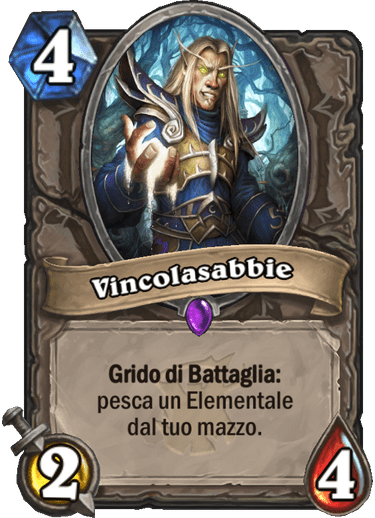 4
Vincolasabbie
Grido di Battaglia:
pesca un Elementale
dal tuo mazzo.
2
4